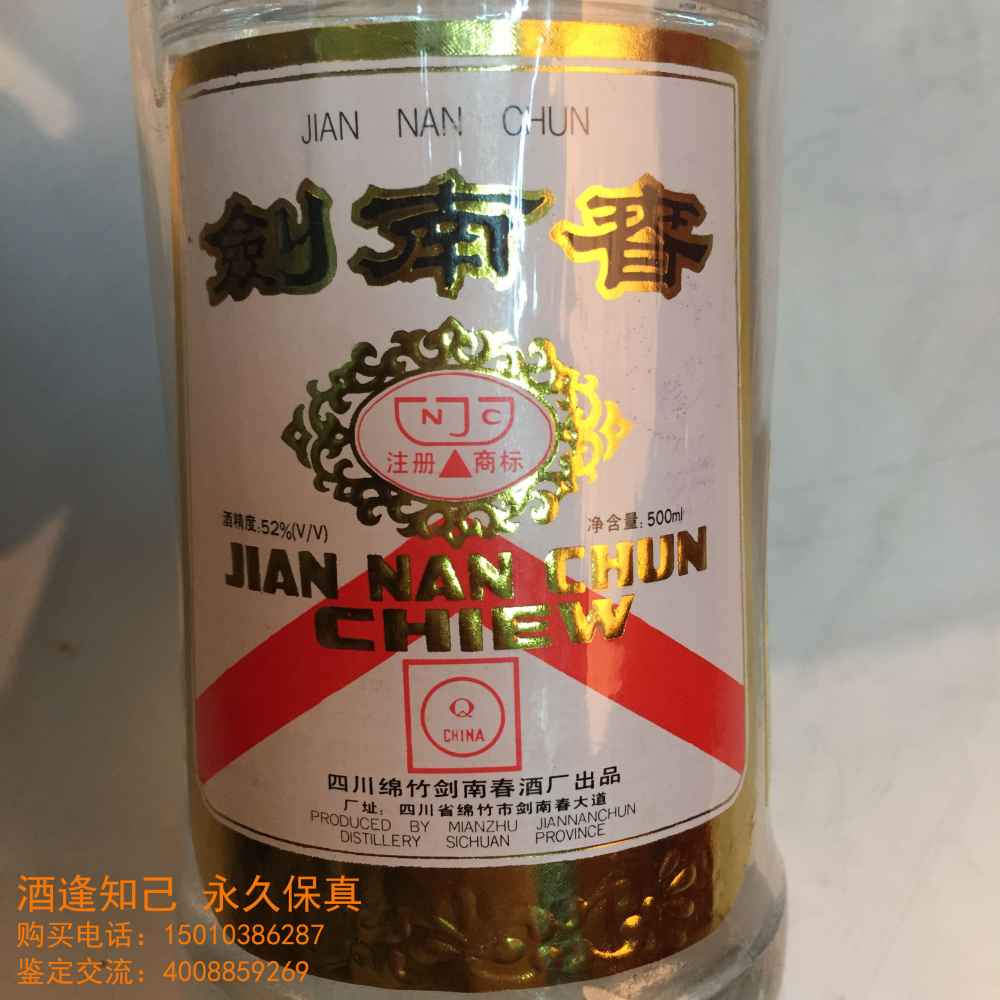 JIAN NAN CHUN
劍南春
NJC
注册 商标
酒精度:52%(V/V)
净含量:500ml
JIAN NAN CHUN
CHIEW
Q
CHINA
四川绵竹剑南春酒厂出品
厂址:四川省绵竹市剑南春大道
PRODUCED BY MIANZHU JIANNANCHUN
DISTILLERY SICHUAN PROVINCE
酒逢知己 永久保真
购买电话:15010386287
鉴定交流:4008859269